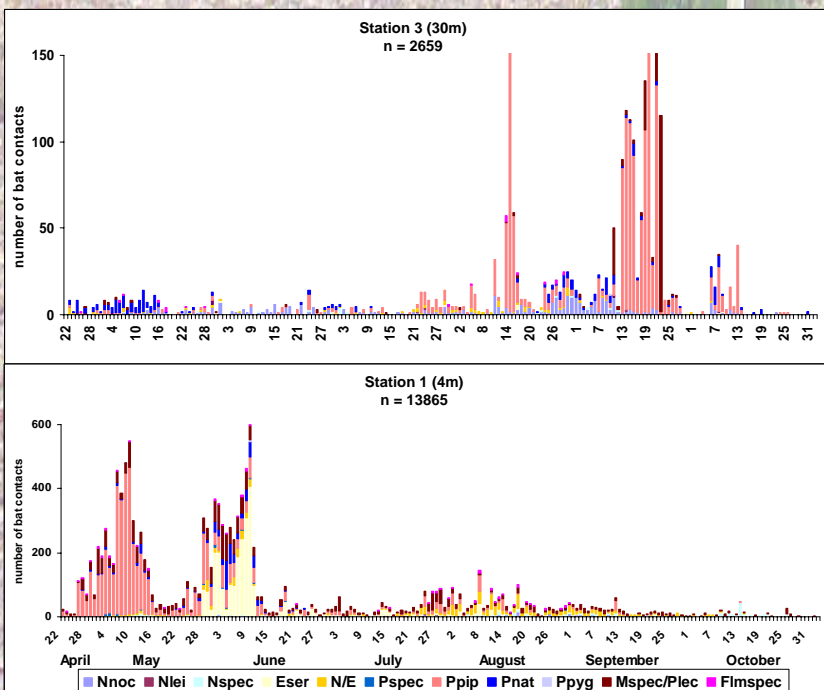 Station 3 (30m)
n = 2659
number of bat contacts
150
100
50
0
22 28 4 10 16 22 28 3 9 15 21 27 3 9 15 21 27 2 8 14 20 26 1 7 13 19 25 1 7 13 19 25 31
Station 1 (4m)
n = 13865
number of bat contacts
600
400
200
0
22 28 4 10 16 22 28 3 9 15 21 27 3 9 15 21 27 2 8 14 20 26 1 7 13 19 25 1 7 13 19 25 31
April May June July August September October
Nnoc Nlei Nspec Eser N/E Pspec Ppip Pnat Ppyg Mspec/Plec Flmspec